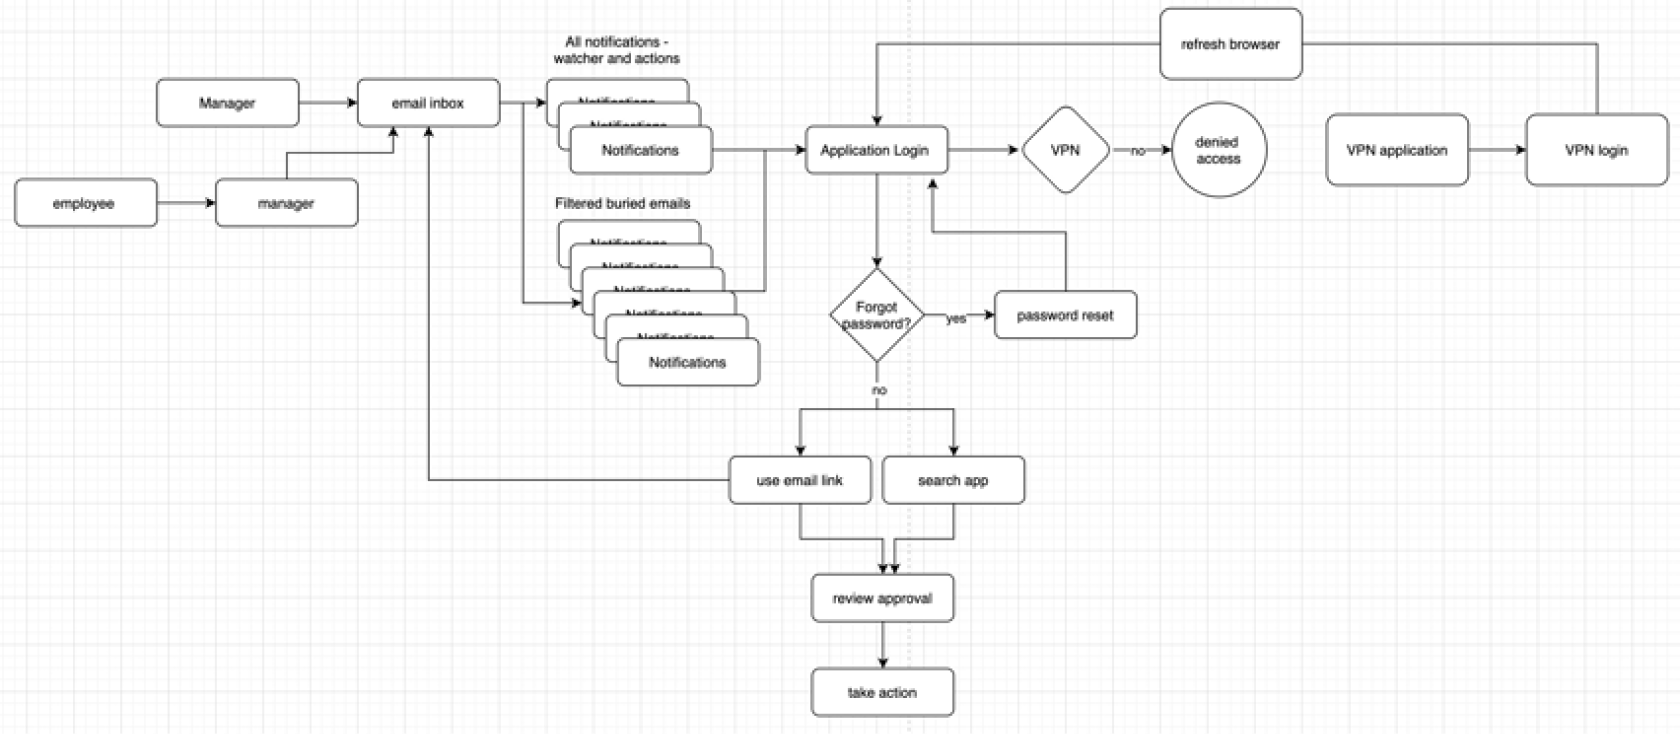 All notifications -
watcher and actions
refresh browser
Manager
email inbox
Notifications
Notifications
Notifications
Application Login
VPN
no
denied
access
VPN application
VPN login
employee
manager
Filtered buried emails
Notifications
Notifications
Notifications
Notifications
Notifications
Notifications
Forgot
password?
yes
password reset
no
use email link
search app
review approval
take action